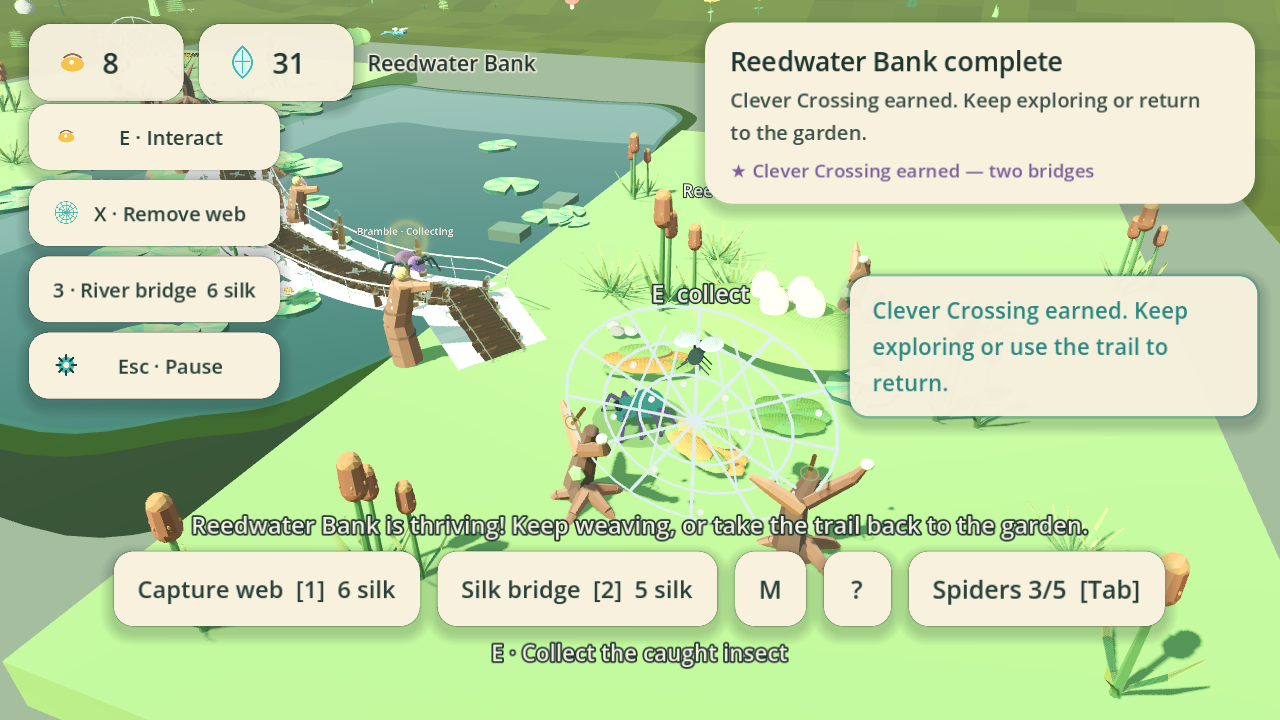 8
31
Reedwater Bank
E · Interact
X · Remove web
3 · River bridge 6 silk
Esc · Pause
Reedwater Bank complete
Clever Crossing earned. Keep exploring or return
to the garden.
★ Clever Crossing earned — two bridges
Bramble · Collecting
E collect
Clever Crossing earned. Keep
exploring or use the trail to
return.
Reedwater Bank is thriving! Keep weaving, or take the trail back to the garden.
Capture web [1] 6 silk
Silk bridge [2] 5 silk
M
?
Spiders 3/5 [Tab]
E · Collect the caught insect